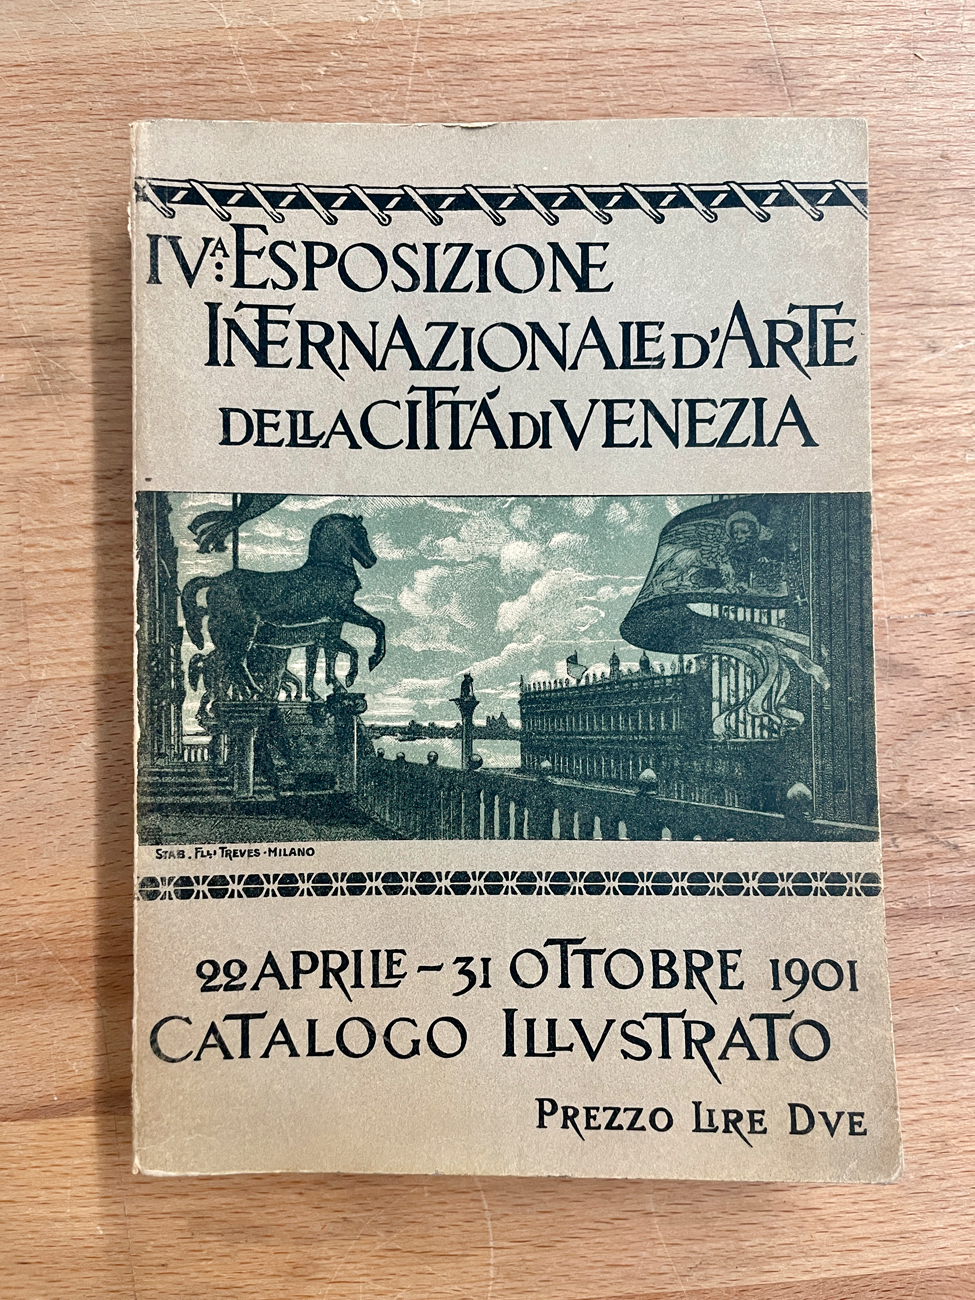 IVA: ESPOSIZIONE
INTERNAZIONALE D'ARTE
DELLA CITTÁ DI VENEZIA
STAB. FLLI TREVES · MILANO
22 APRILE - 31 OTTOBRE 1901
CATALOGO ILLVSTRATO
PREZZO LIRE DVE